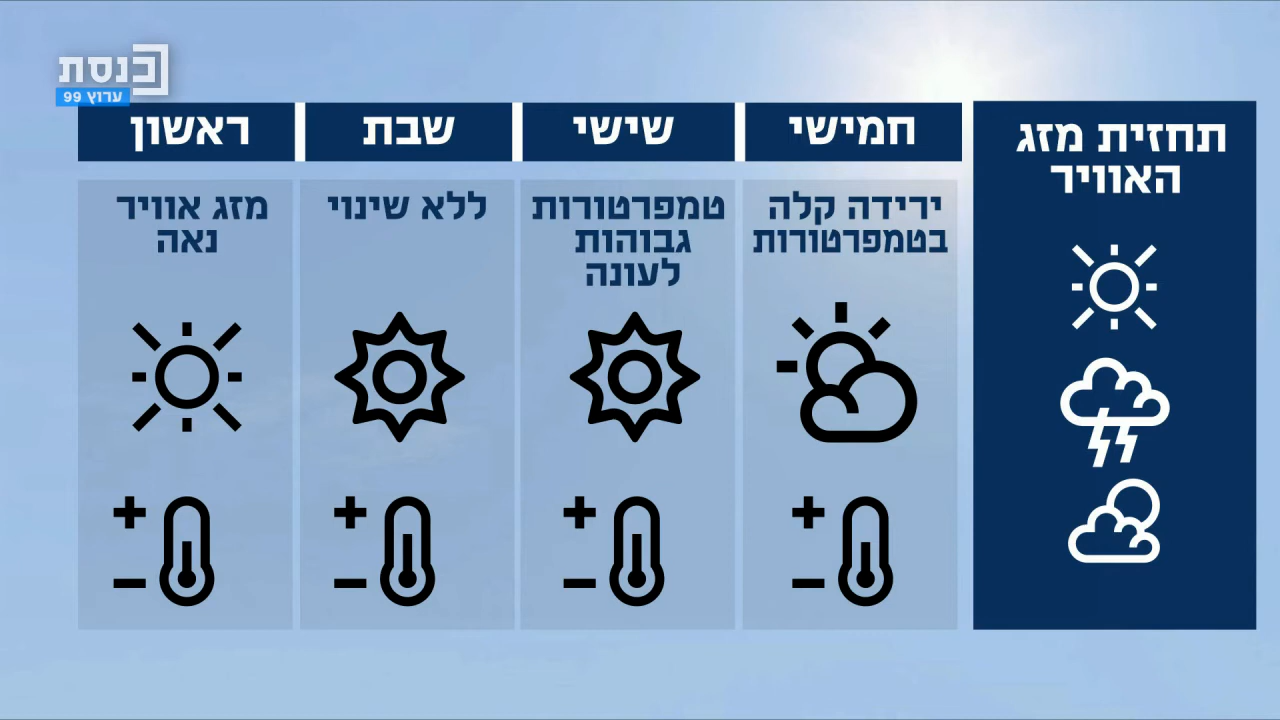 כנסת
ערוץ 99
תחזית מזג
האוויר
חמישי
ירידה קלה
בטמפרטורות
שישי
טמפרטורות
גבוהות
לעונה
שבת
ללא שינוי
ראשון
מזג אוויר
נאה